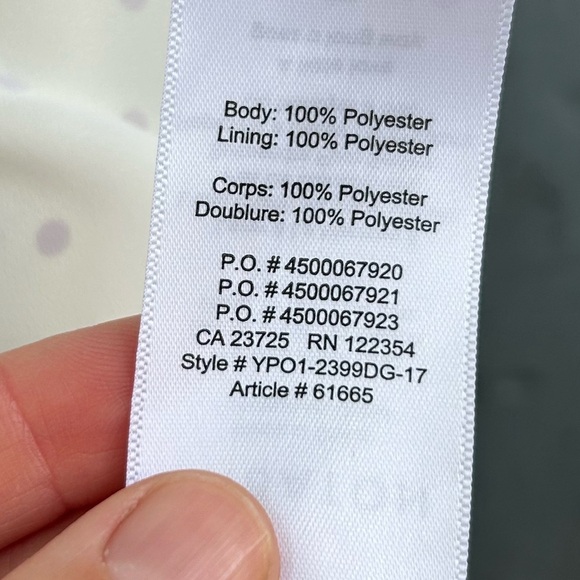 Body: 100% Polyester
Lining: 100% Polyester
Corps: 100% Polyester
Doublure: 100% Polyester
P.O. # 4500067920
P.O. # 4500067921
P.O. # 4500067923
CA 23725 RN 122354
Style # YPO1-2399DG-17
Article # 61665